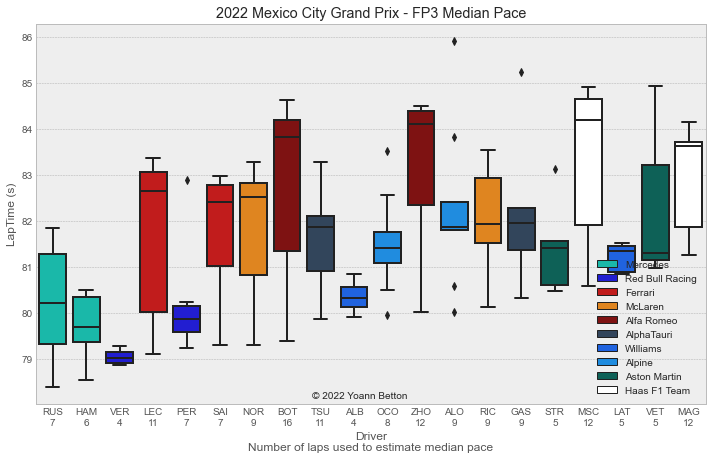 2022 Mexico City Grand Prix - FP3 Median Pace
86
85
84
83
82
81
80
79
LapTime (s)
Mercedes
Red Bull Racing
Ferrari
McLaren
Alfa Romeo
AlphaTauri
Williams
Alpine
Aston Martin
Haas F1 Team
© 2022 Yoann Betton
RUS HAM VER LEC PER SAI NOR BOT TSU ALB OCO ZHO ALO RIC GAS STR MSC LAT VET MAG
7 6 4 11 7 7 9 16 11 4 8 12 9 9 9 5 12 5 5 12
Driver
Number of laps used to estimate median pace